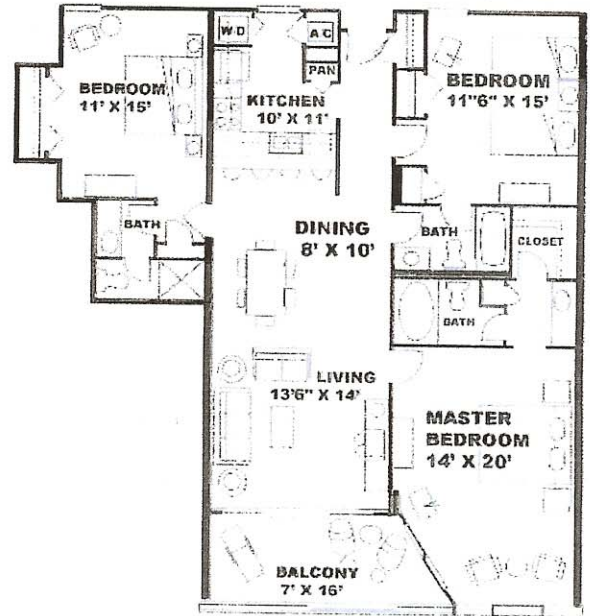 W D
A C
PAN
BEDROOM
11' X 15'
KITCHEN
10' X 11'
BEDROOM
11"6" X 15'
BATH
DINING
8' X 10'
BATH
CLOSET
BATH
LIVING
13'6" X 14'
MASTER
BEDROOM
14' X 20'
BALCONY
7' X 16'